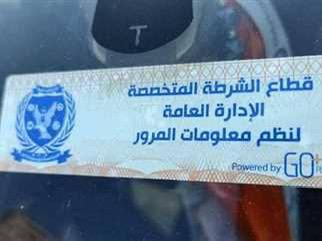 T
قطاع الشرطة المتخصصة
الإدارة العامة
لنظم معلومات المرور
Powered by GO+